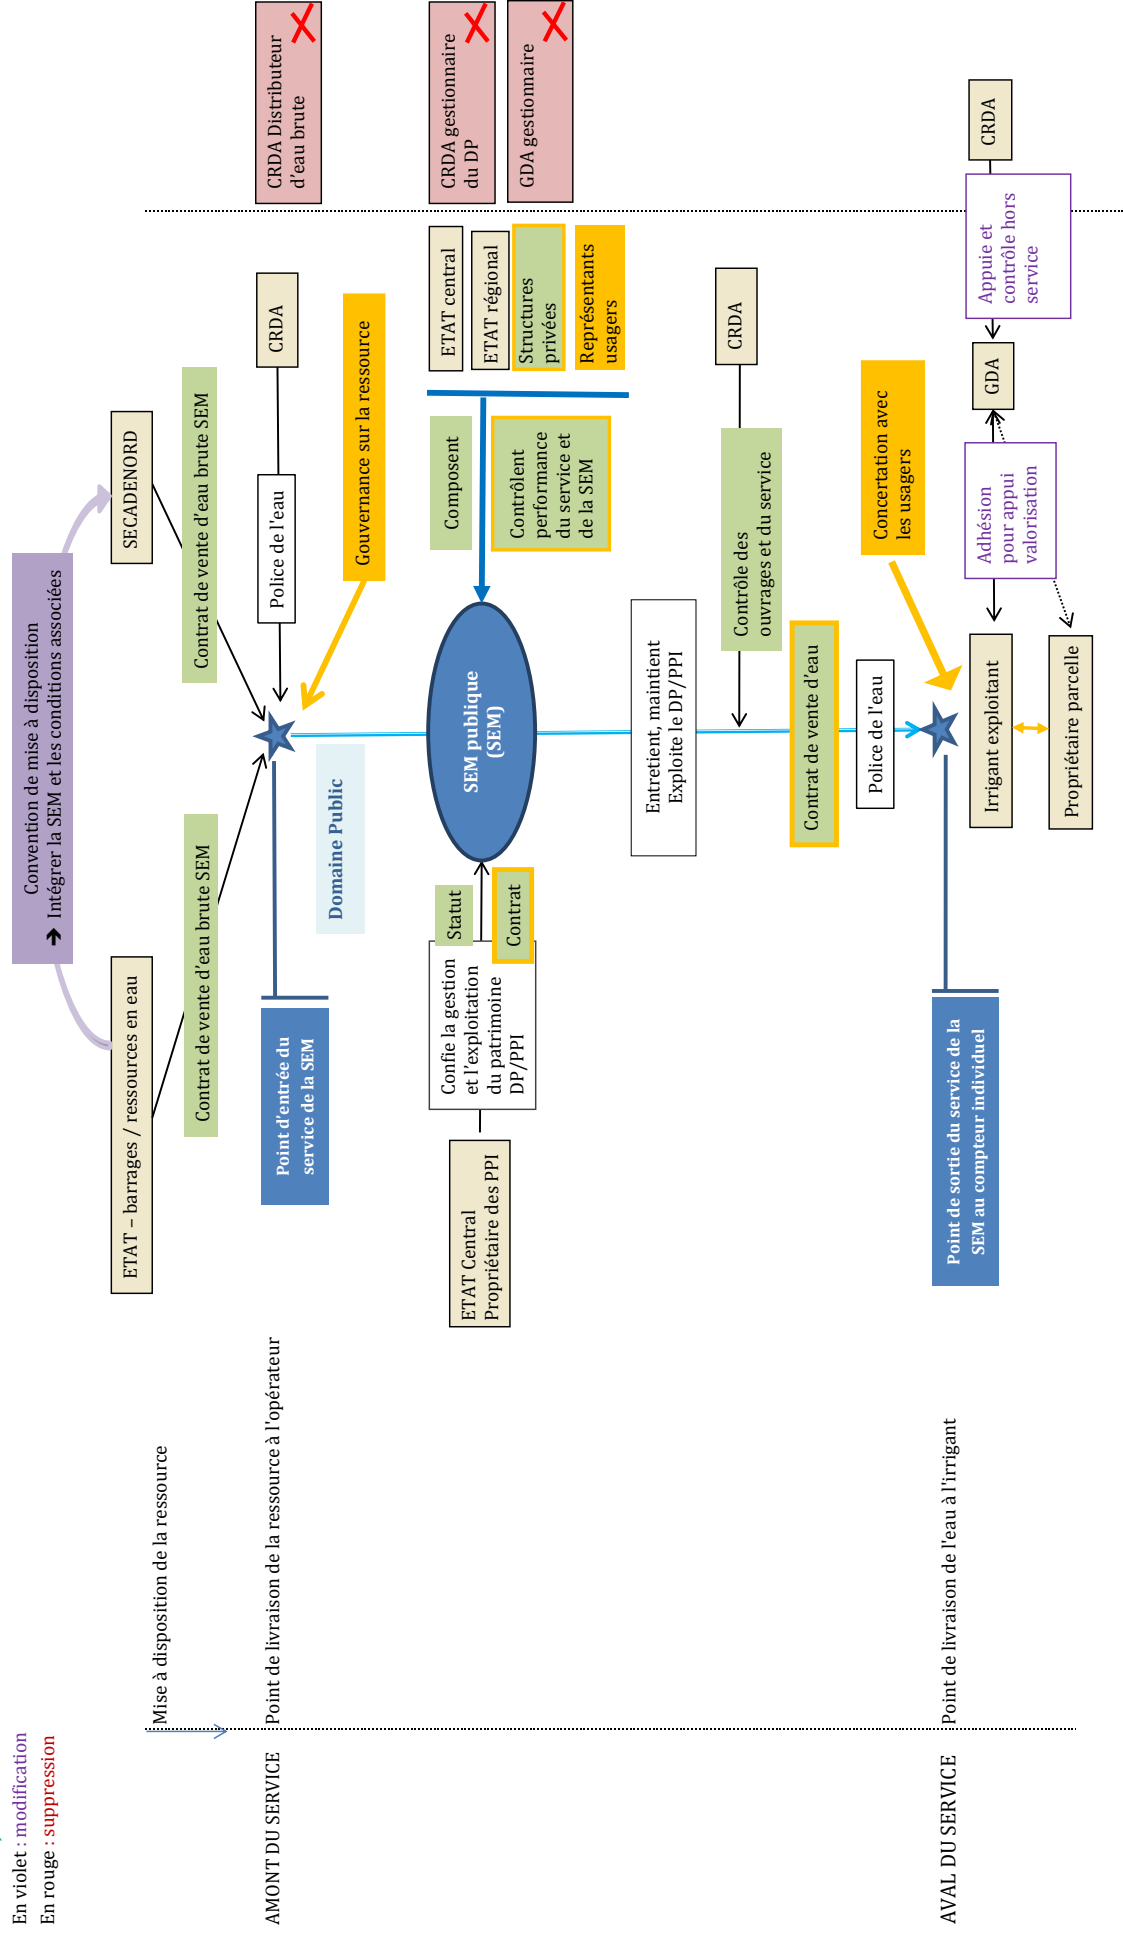 En violet : modification
En rouge : suppression
Convention de mise à disposition
➔ Intégrer la SEM et les conditions associées
Mise à disposition de la ressource
ETAT – barrages / ressources en eau
SECADENORD
Contrat de vente d'eau brute SEM
Contrat de vente d'eau brute SEM
AMONT DU SERVICE
Point de livraison de la ressource à l'opérateur
Point d'entrée du
service de la SEM
Police de l'eau
CRDA
CRDA Distributeur
d'eau brute
Domaine Public
Gouvernance sur la ressource
ETAT Central
Propriétaire des PPI
Confie la gestion
et l'exploitation
du patrimoine
DP/PPI
Statut
Contrat
SEM publique
(SEM)
Composent
Contrôlent
performance
du service et
de la SEM
ETAT central
ETAT régional
Structures
privées
Représentants
usagers
CRDA gestionnaire
du DP
GDA gestionnaire
Entretient, maintient
Exploite le DP/PPI
Contrôle des
ouvrages et du service
CRDA
Contrat de vente d'eau
Police de l'eau
Concertation avec
les usagers
AVAL DU SERVICE
Point de livraison de l'eau à l'irrigant
Point de sortie du service de la
SEM au compteur individuel
Irrigant exploitant
Adhésion
pour appui
valorisation
GDA
Appuie et
contrôle hors
service
CRDA
Propriétaire parcelle